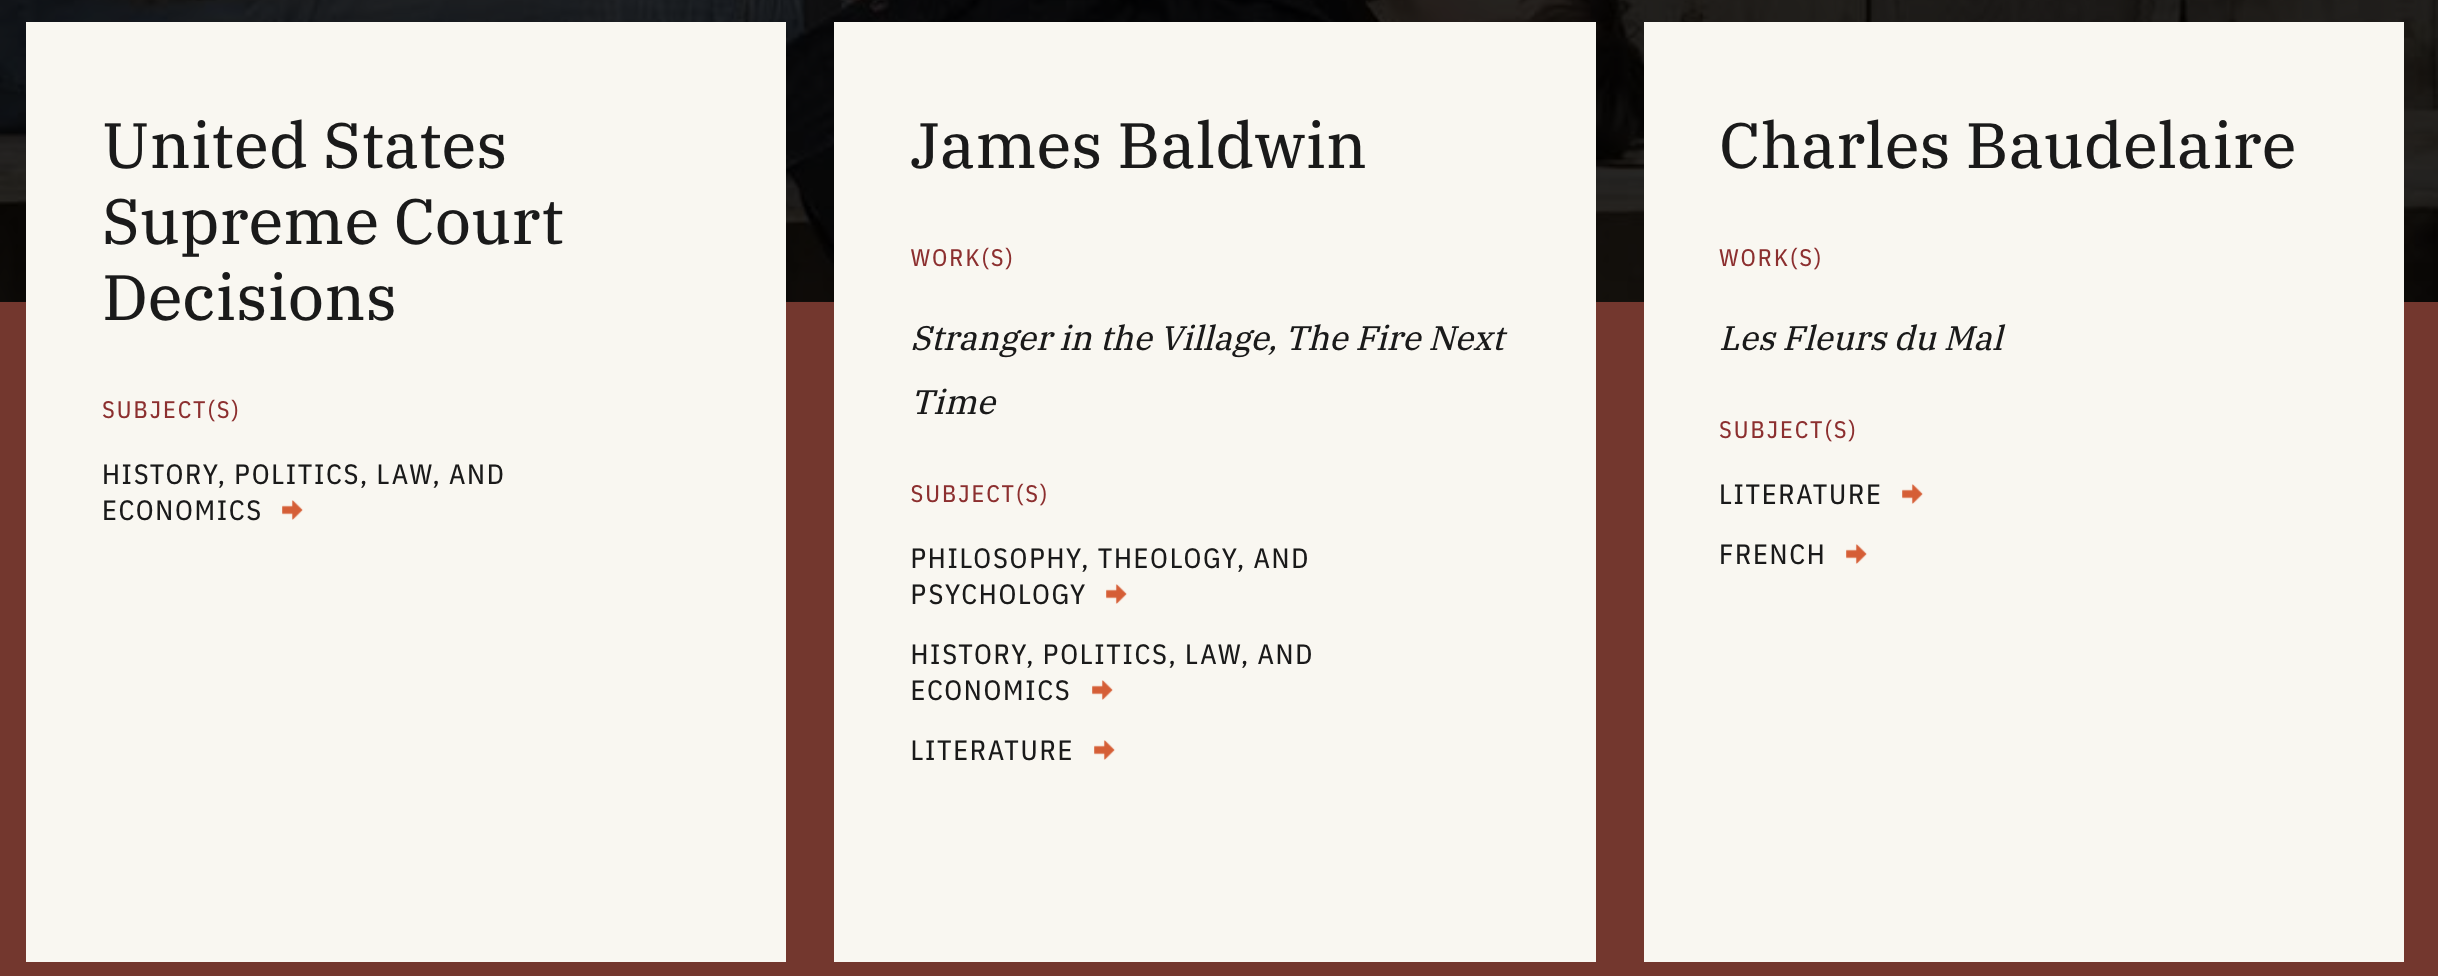 United States
Supreme Court
Decisions
SUBJECT(S)
HISTORY, POLITICS, LAW, AND
ECONOMICS
James Baldwin
WORK(S)
Stranger in the Village, The Fire Next
Time
SUBJECT(S)
PHILOSOPHY, THEOLOGY, AND
PSYCHOLOGY
HISTORY, POLITICS, LAW, AND
ECONOMICS
LITERATURE
Charles Baudelaire
WORK(S)
Les Fleurs du Mal
SUBJECT(S)
LITERATURE
FRENCH